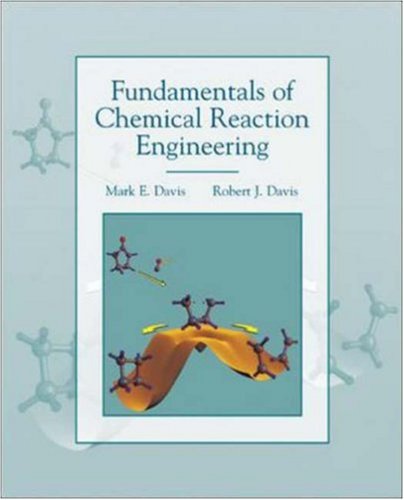 Fundamentals of
Chemical Reaction
Engineering
Mark E. Davis Robert J. Davis